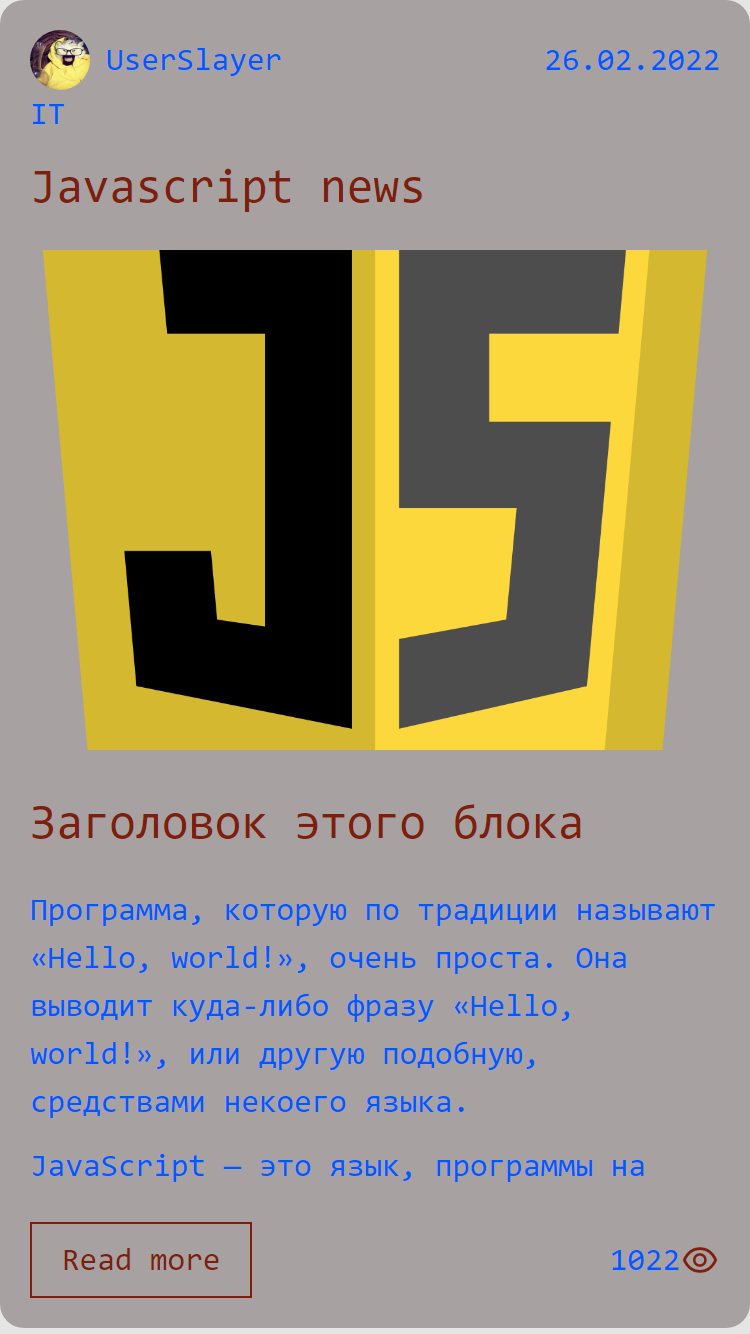 UserSlayer 26.02.2022
IT
Javascript news
JS
Заголовок этого блока
Программа, которую по традиции называют
«Hello, world!», очень проста. Она
выводит куда-либо фразу «Hello,
world!», или другую подобную,
средствами некоего языка.
JavaScript — это язык, программы на
Read more 1022